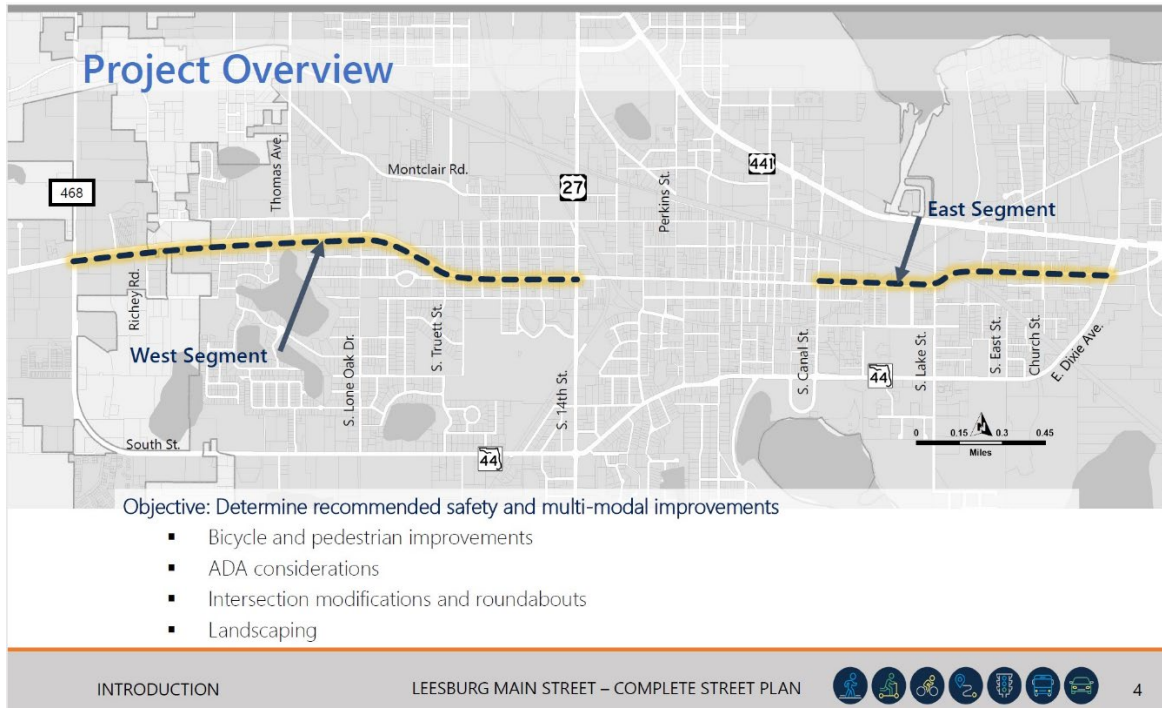 Project Overview
Thomas Ave.
Montclair Rd.
468
27
441
Perkins St.
East Segment
Richey Rd.
West Segment
S. Lone Oak Dr.
S. Truett St.
S. 14th St.
S. Canal St.
S. Lake St.
S. East St.
Church St.
E. Dixie Ave.
44
South St.
44
0 0.15 0.3 0.45
Miles
Objective: Determine recommended safety and multi-modal improvements
▪ Bicycle and pedestrian improvements
▪ ADA considerations
▪ Intersection modifications and roundabouts
▪ Landscaping
INTRODUCTION
LEESBURG MAIN STREET – COMPLETE STREET PLAN
4